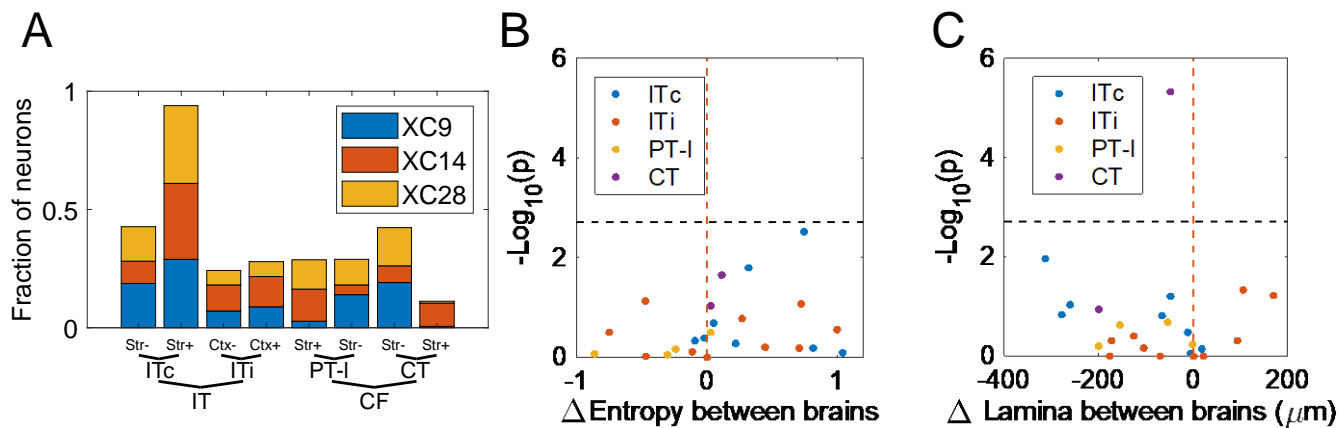 A
Fraction of neurons
1
0.5
0
XC9
XC14
XC28
Str- Str+ Ctx- Ctx+ Str+ Str- Str- Str+
ITc ITi PT-l CT
IT CF
B
-Log10(p)
6
4
2
0
ITc
ITi
PT-l
CT
-1 0 1
Δ Entropy between brains
C
-Log10(p)
6
4
2
0
ITc
ITi
PT-l
CT
-400 -200 0 200
Δ Lamina between brains (μm)